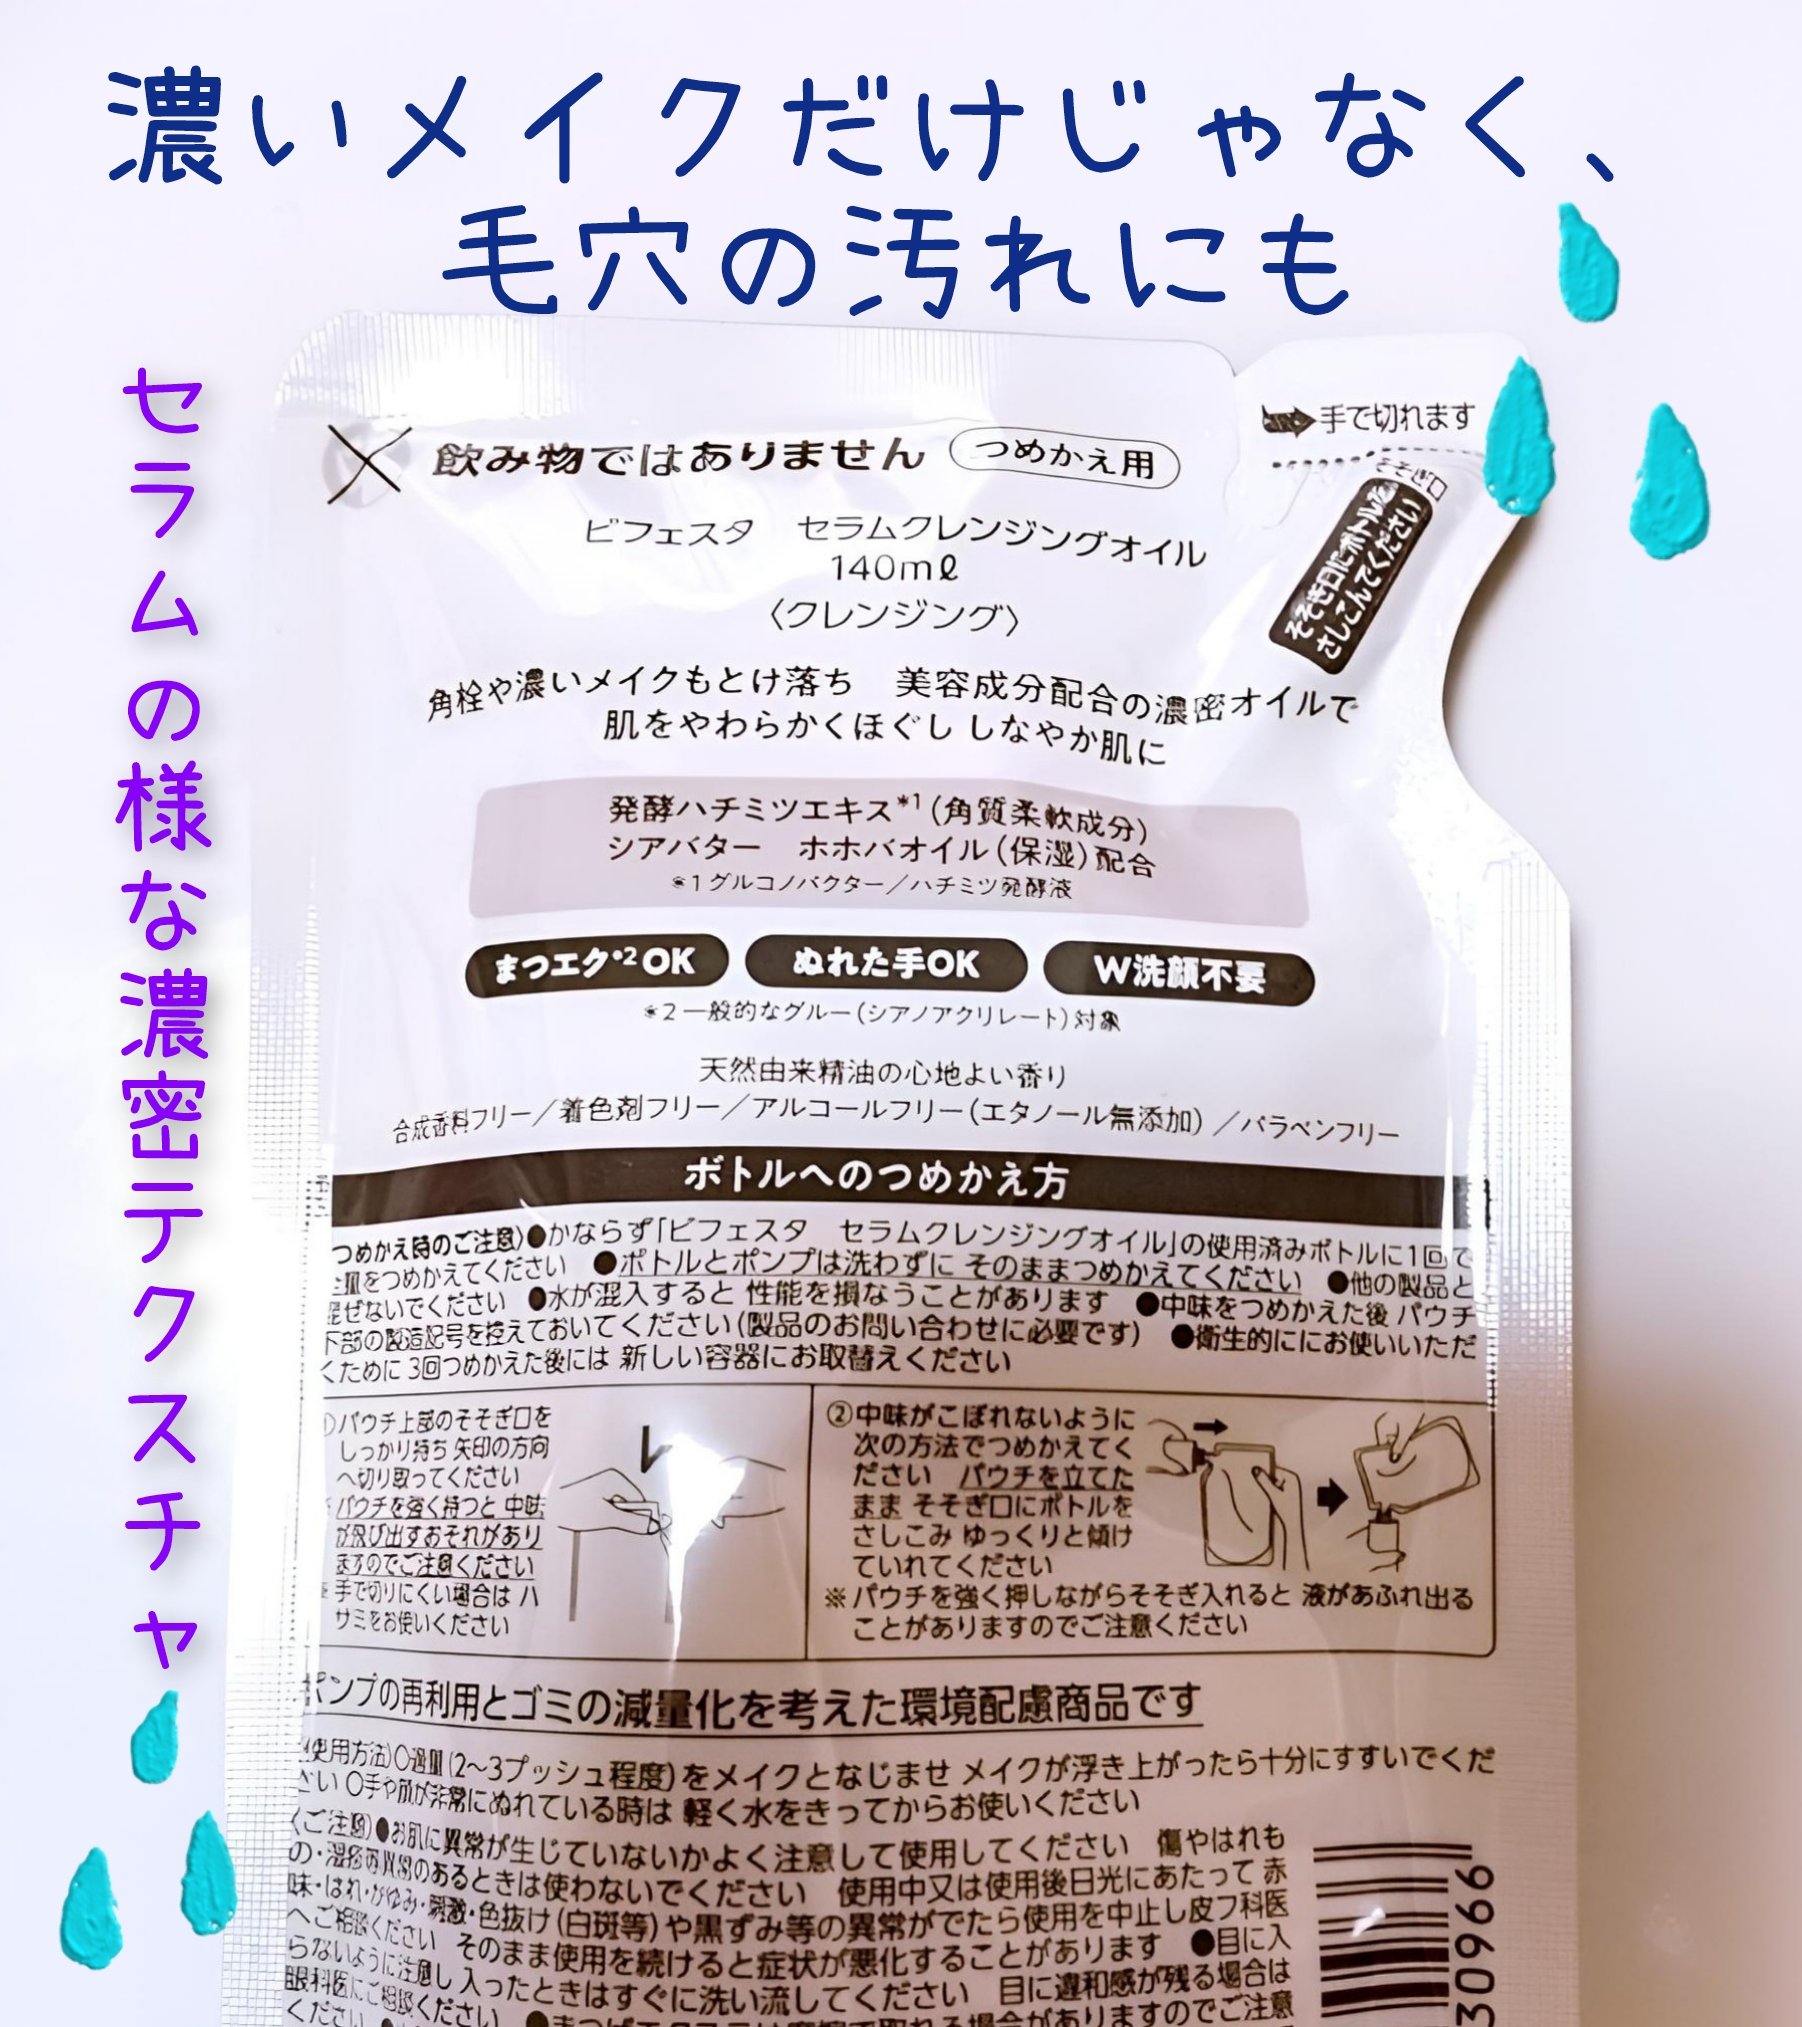 濃いメイクだけじゃなく、
毛穴の汚れにも
セラムの様な濃密テクスチャ
手で切れます
そそぎ口
そそぎ口にボトルを
さしこんでください
飲み物ではありません つめかえ用
ビフェスタ セラムクレンジングオイル
140mℓ
〈クレンジング〉
角栓や濃いメイクもとけ落ち 美容成分配合の濃密オイルで
肌をやわらかくほぐし しなやか肌に
発酵ハチミツエキス*1(角質柔軟成分)
シアバター ホホバオイル(保湿)配合
*1グルコノバクター/ハチミツ発酵液
まつエク*2OK ぬれた手OK W洗顔不要
*2 一般的なグルー(シアノアクリレート)対象
天然由来精油の心地よい香り
合成香料フリー/着色剤フリー/アルコールフリー(エタノール無添加)/パラベンフリー
ボトルへのつめかえ方
つめかえ時のご注意〉●かならず「ビフェスタ セラムクレンジングオイル」の使用済みボトルに1回で
全量をつめかえてください ●ボトルとポンプは洗わずに そのままつめかえてください ●他の製品と
混ぜないでください ●水が混入すると 性能を損なうことがあります ●中味をつめかえた後 パウチ
下部の製造記号を控えておいてください(製品のお問い合わせに必要です) ●衛生的ににお使いいただ
くために 3回つめかえた後には 新しい容器にお取替えください
①パウチ上部のそそぎ口を
しっかり持ち 矢印の方向
へ切り取ってください
パウチを強く持つと 中味
が飛び出すおそれがあり
ますのでご注意ください
手で切りにくい場合は ハ
サミをお使いください
②中味がこぼれないように
次の方法でつめかえてく
ださい パウチを立てた
まま そそぎ口にボトルを
さしこみ ゆっくりと傾け
ていれてください
※パウチを強く押しながらそそぎ入れると 液があふれ出る
ことがありますのでご注意ください
ポンプの再利用とゴミの減量化を考えた環境配慮商品です
〈使用方法〉○適量(2〜3プッシュ程度)をメイクとなじませ メイクが浮き上がったら十分にすすいでくだ
さい ○手や顔が非常にぬれている時は 軽く水をきってからお使いください
〈ご注意〉●お肌に異常が生じていないかよく注意して使用してください 傷やはれも
の・湿疹等異常のあるときは使わないでください 使用中又は使用後日光にあたって 赤
味・はれ・かゆみ・刺激・色抜け(白斑等)や黒ずみ等の異常がでたら使用を中止し皮フ科医
へご相談ください そのまま使用を続けると症状が悪化することがあります ●目に入
らないように注意し 入ったときはすぐに洗い流してください 目に違和感が残る場合は
眼科医にご相談ください
ください
場合がありますのでご注意
30966